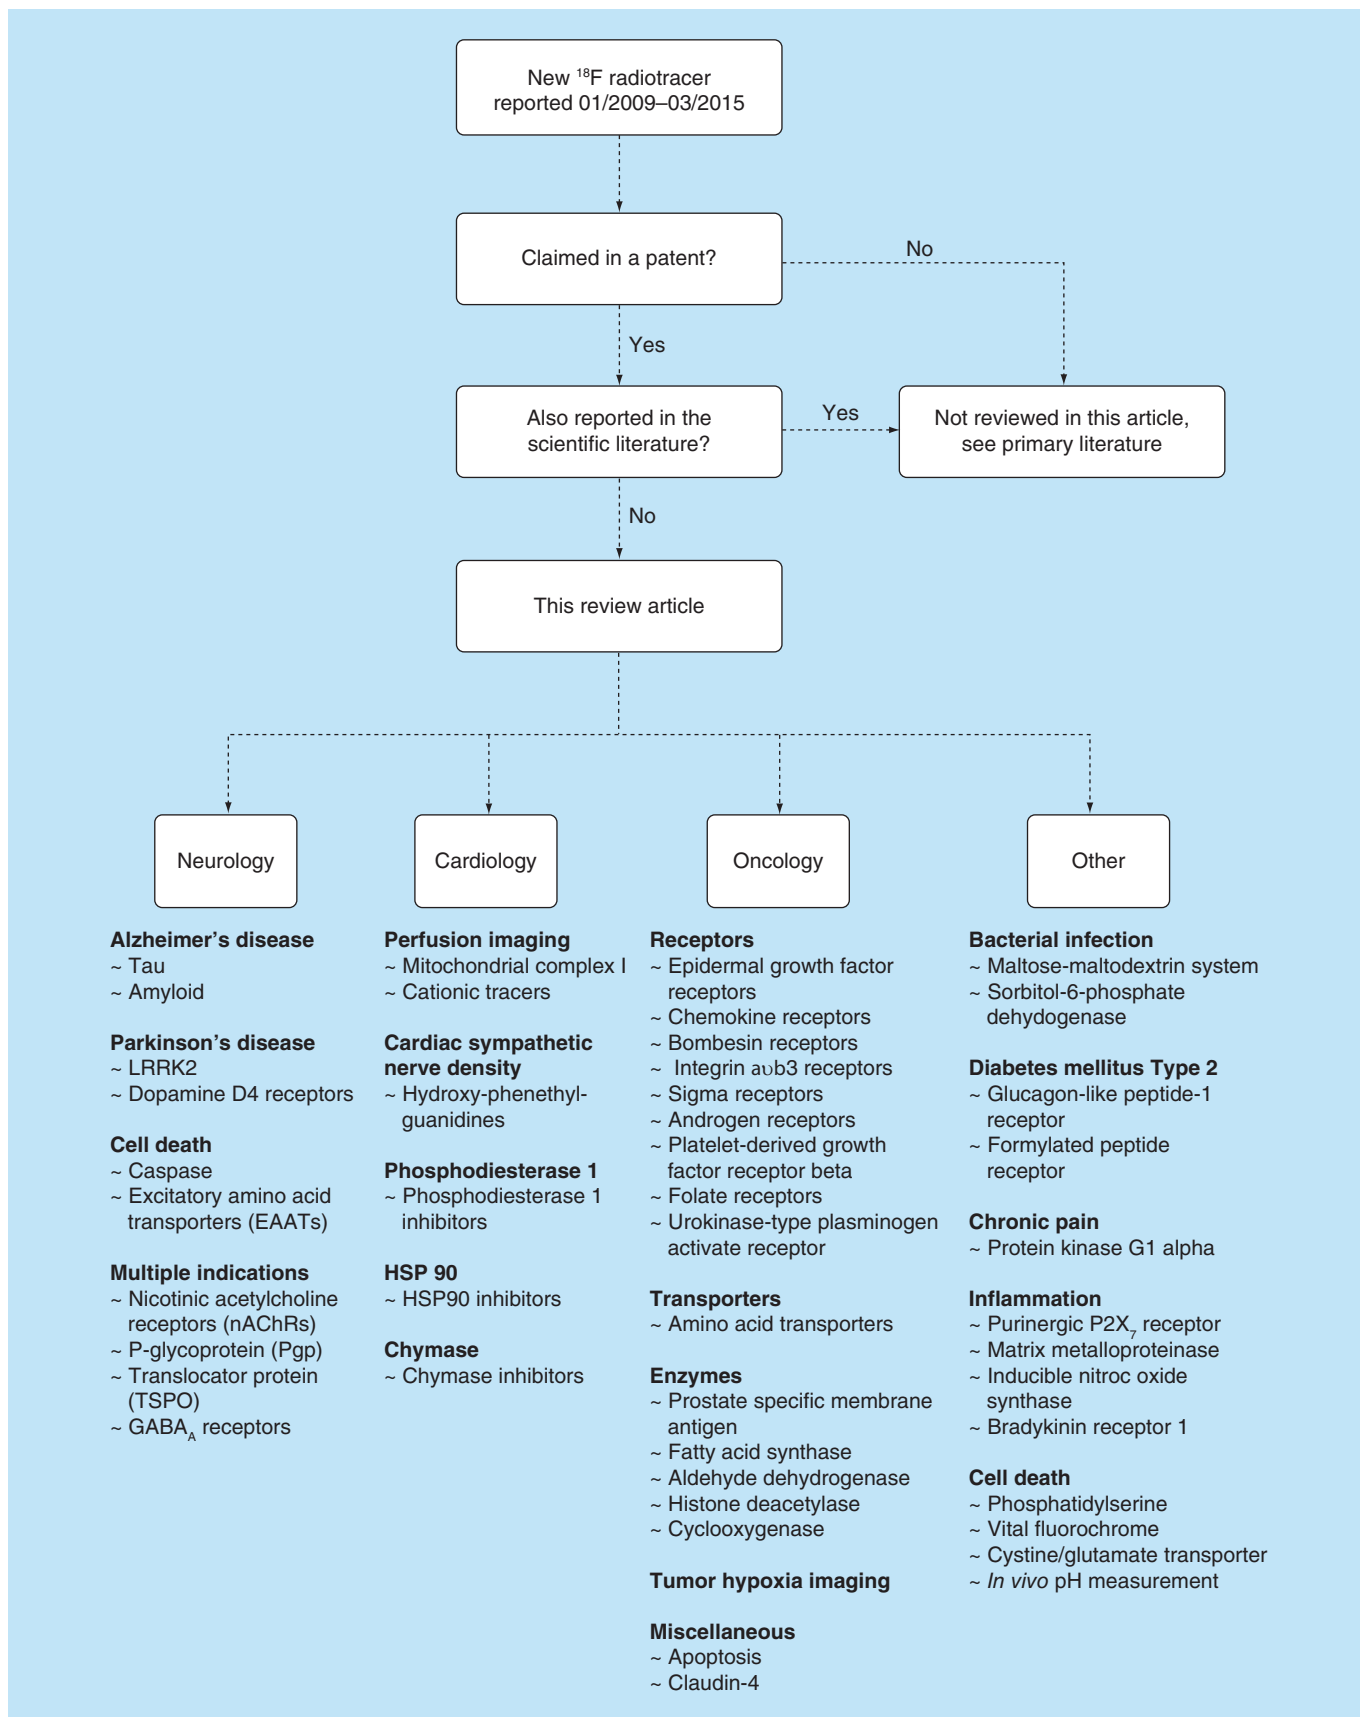 New ¹⁸F radiotracer
reported 01/2009–03/2015
Claimed in a patent?
No
Yes
Also reported in the
scientific literature?
Yes
Not reviewed in this article,
see primary literature
No
This review article
Neurology
Cardiology
Oncology
Other
Alzheimer's disease
~ Tau
~ Amyloid
Parkinson's disease
~ LRRK2
~ Dopamine D4 receptors
Cell death
~ Caspase
~ Excitatory amino acid
transporters (EAATs)
Multiple indications
~ Nicotinic acetylcholine
receptors (nAChRs)
~ P-glycoprotein (Pgp)
~ Translocator protein
(TSPO)
~ GABA_A receptors
Perfusion imaging
~ Mitochondrial complex I
~ Cationic tracers
Cardiac sympathetic
nerve density
~ Hydroxy-phenethyl-
guanidines
Phosphodiesterase 1
~ Phosphodiesterase 1
inhibitors
HSP 90
~ HSP90 inhibitors
Chymase
~ Chymase inhibitors
Receptors
~ Epidermal growth factor
receptors
~ Chemokine receptors
~ Bombesin receptors
~ Integrin aυb3 receptors
~ Sigma receptors
~ Androgen receptors
~ Platelet-derived growth
factor receptor beta
~ Folate receptors
~ Urokinase-type plasminogen
activate receptor
Transporters
~ Amino acid transporters
Enzymes
~ Prostate specific membrane
antigen
~ Fatty acid synthase
~ Aldehyde dehydrogenase
~ Histone deacetylase
~ Cyclooxygenase
Tumor hypoxia imaging
Miscellaneous
~ Apoptosis
~ Claudin-4
Bacterial infection
~ Maltose-maltodextrin system
~ Sorbitol-6-phosphate
dehydogenase
Diabetes mellitus Type 2
~ Glucagon-like peptide-1
receptor
~ Formylated peptide
receptor
Chronic pain
~ Protein kinase G1 alpha
Inflammation
~ Purinergic P2X₇ receptor
~ Matrix metalloproteinase
~ Inducible nitroc oxide
synthase
~ Bradykinin receptor 1
Cell death
~ Phosphatidylserine
~ Vital fluorochrome
~ Cystine/glutamate transporter
~ In vivo pH measurement